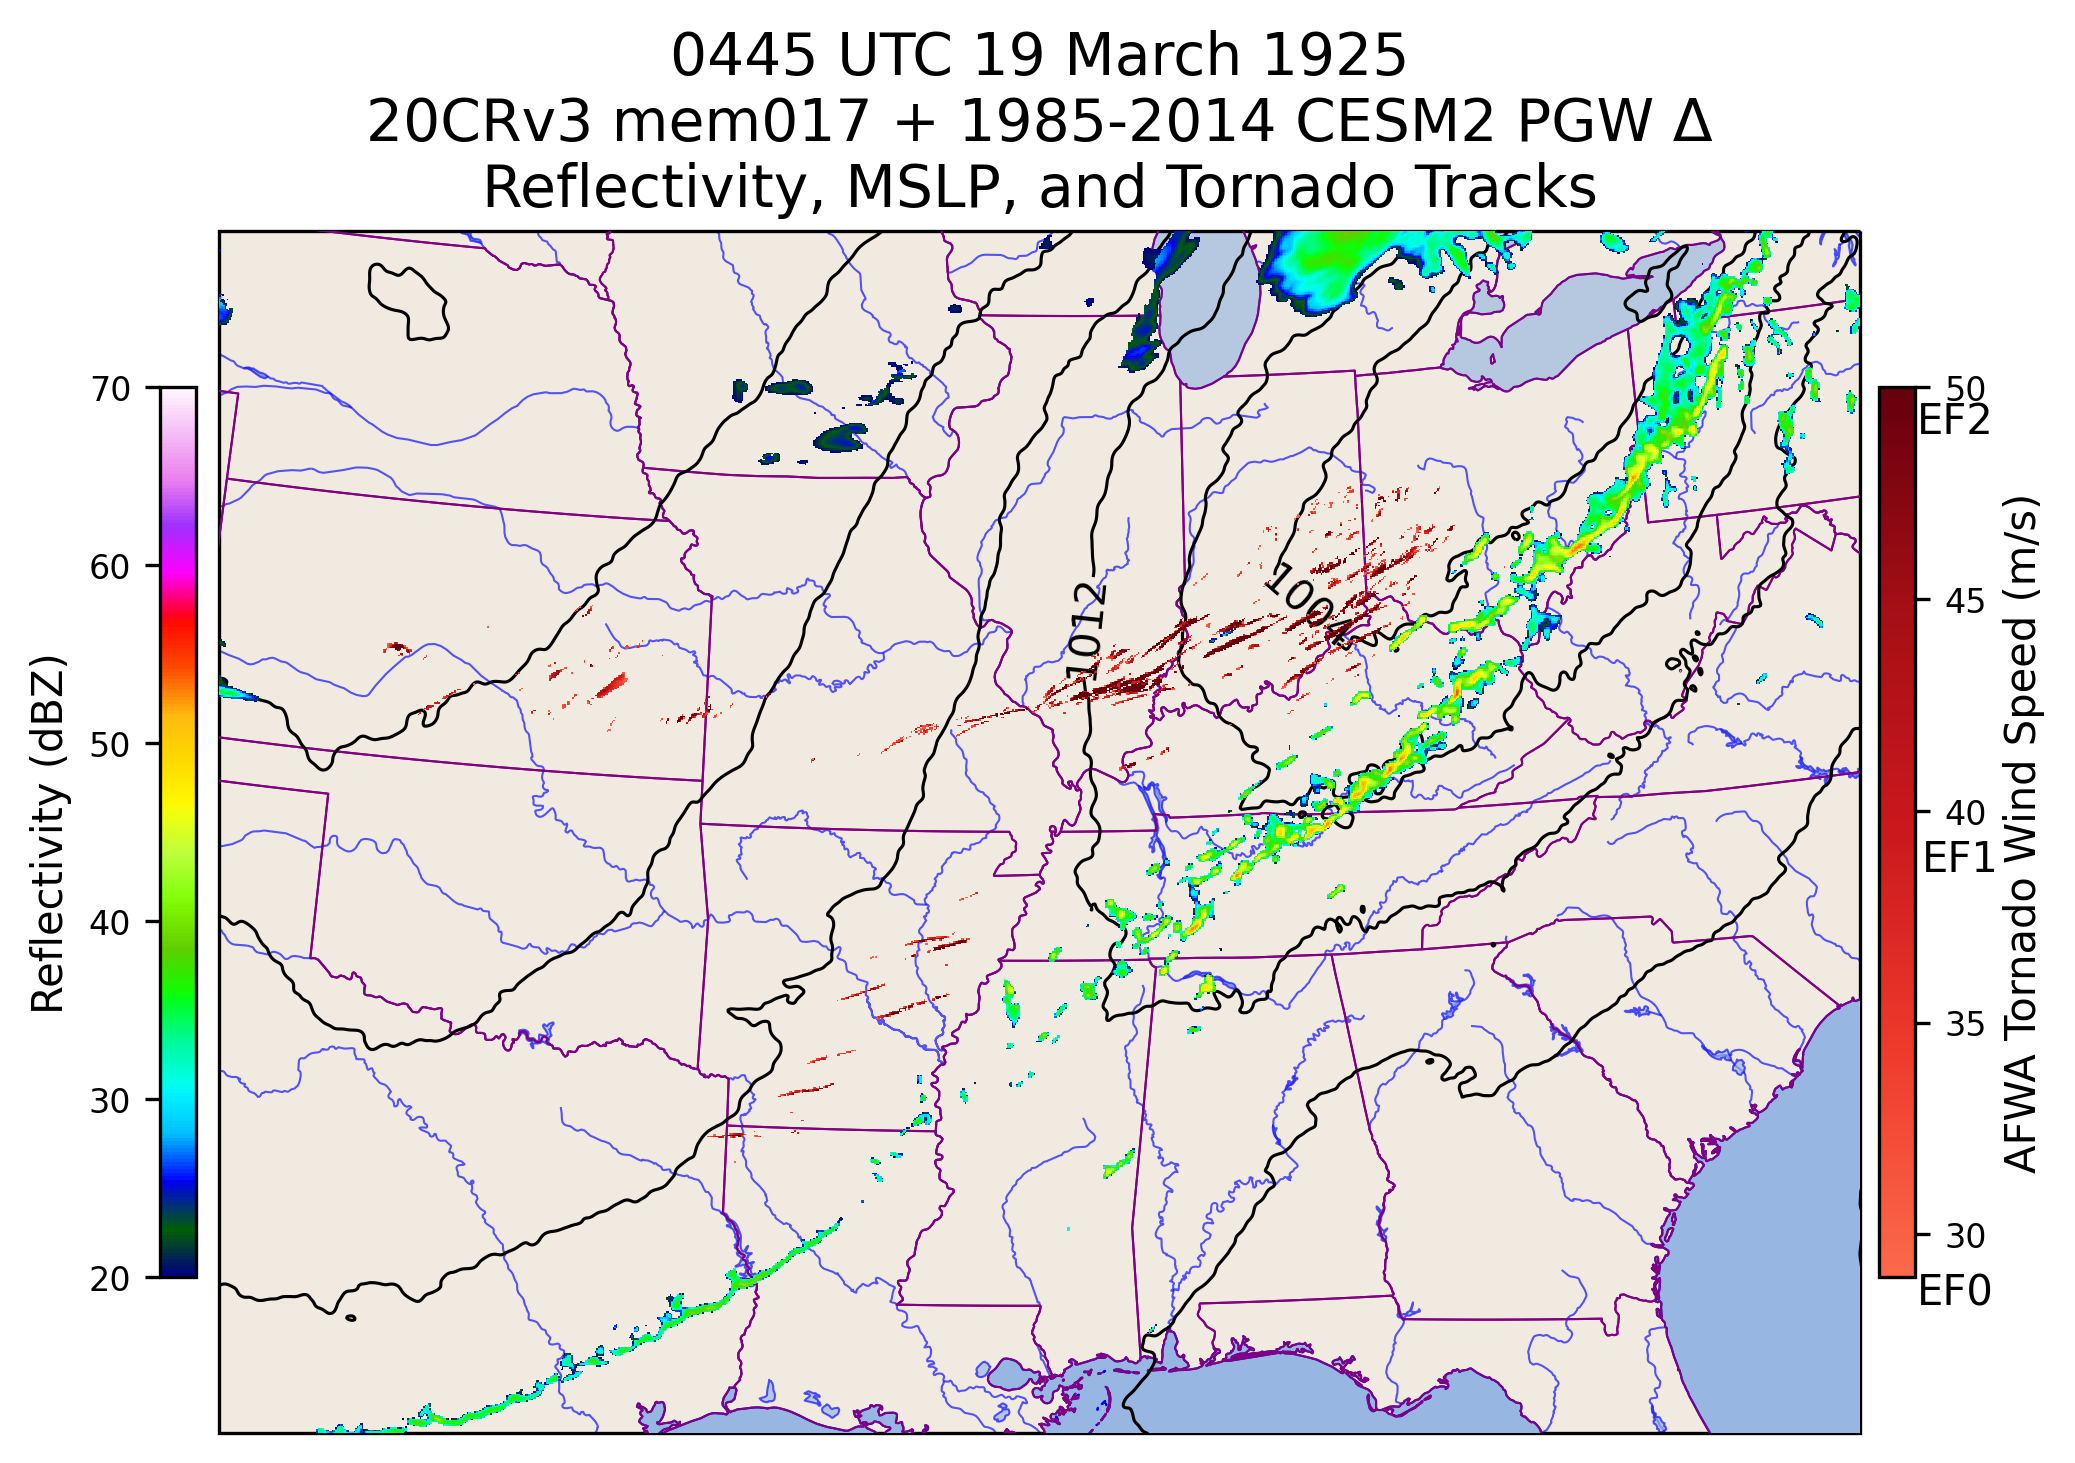 0445 UTC 19 March 1925
20CRv3 mem017 + 1985-2014 CESM2 PGW Δ
Reflectivity, MSLP, and Tornado Tracks
Reflectivity (dBZ)
70
60
50
40
30
20
1012
1004
50
EF2
45
40
EF1
35
30
EF0
AFWA Tornado Wind Speed (m/s)